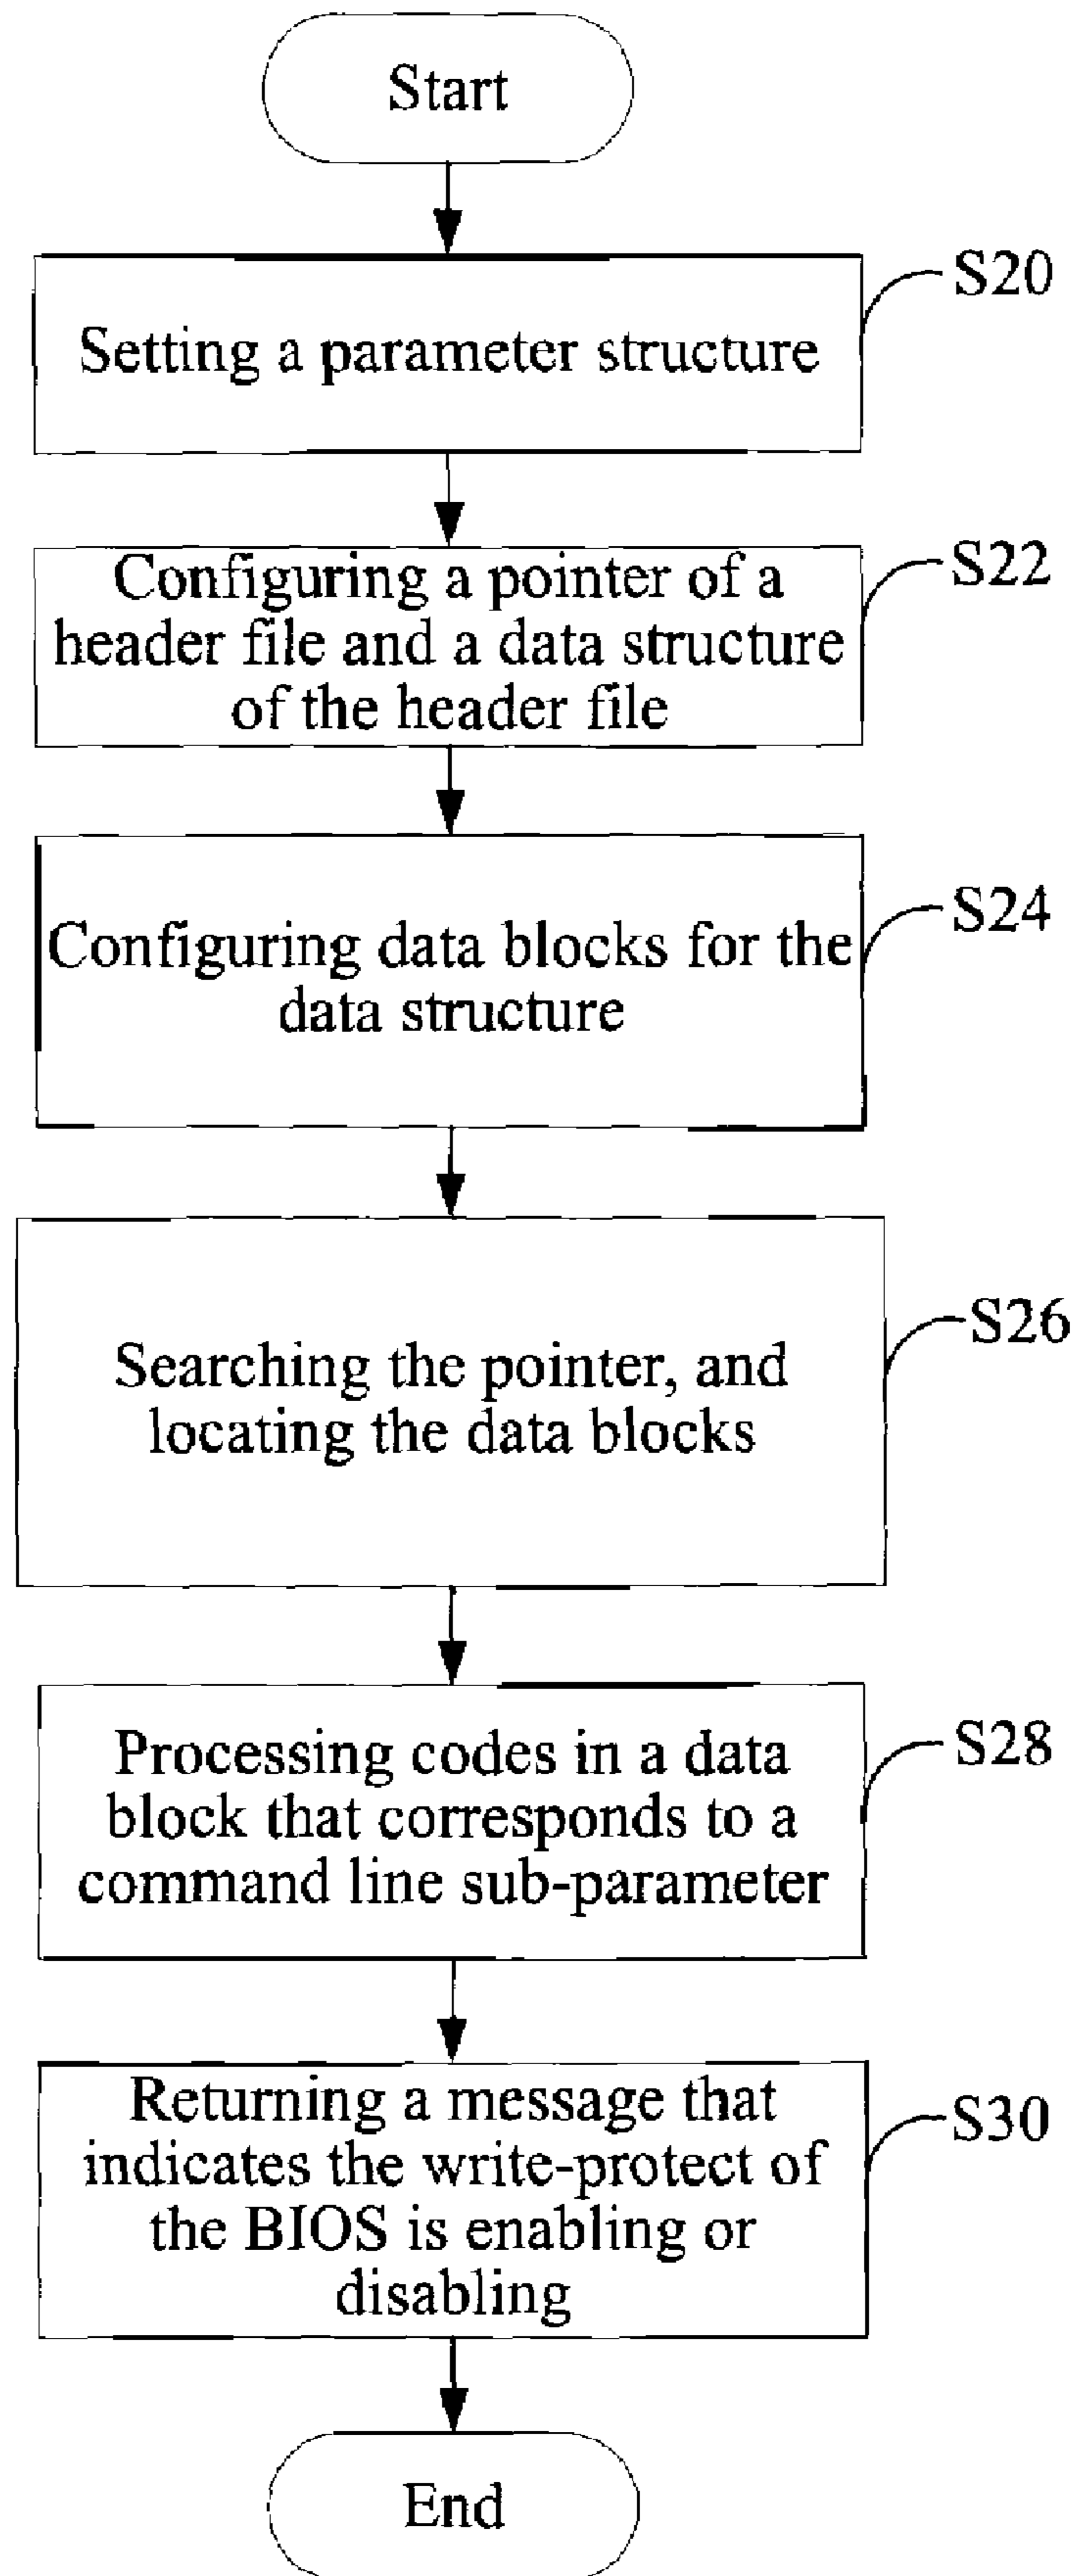 Start
S20
Setting a parameter structure
S22
Configuring a pointer of a
header file and a data structure
of the header file
S24
Configuring data blocks for the
data structure
S26
Searching the pointer, and
locating the data blocks
S28
Processing codes in a data
block that corresponds to a
command line sub-parameter
S30
Returning a message that
indicates the write-protect of
the BIOS is enabling or
disabling
End